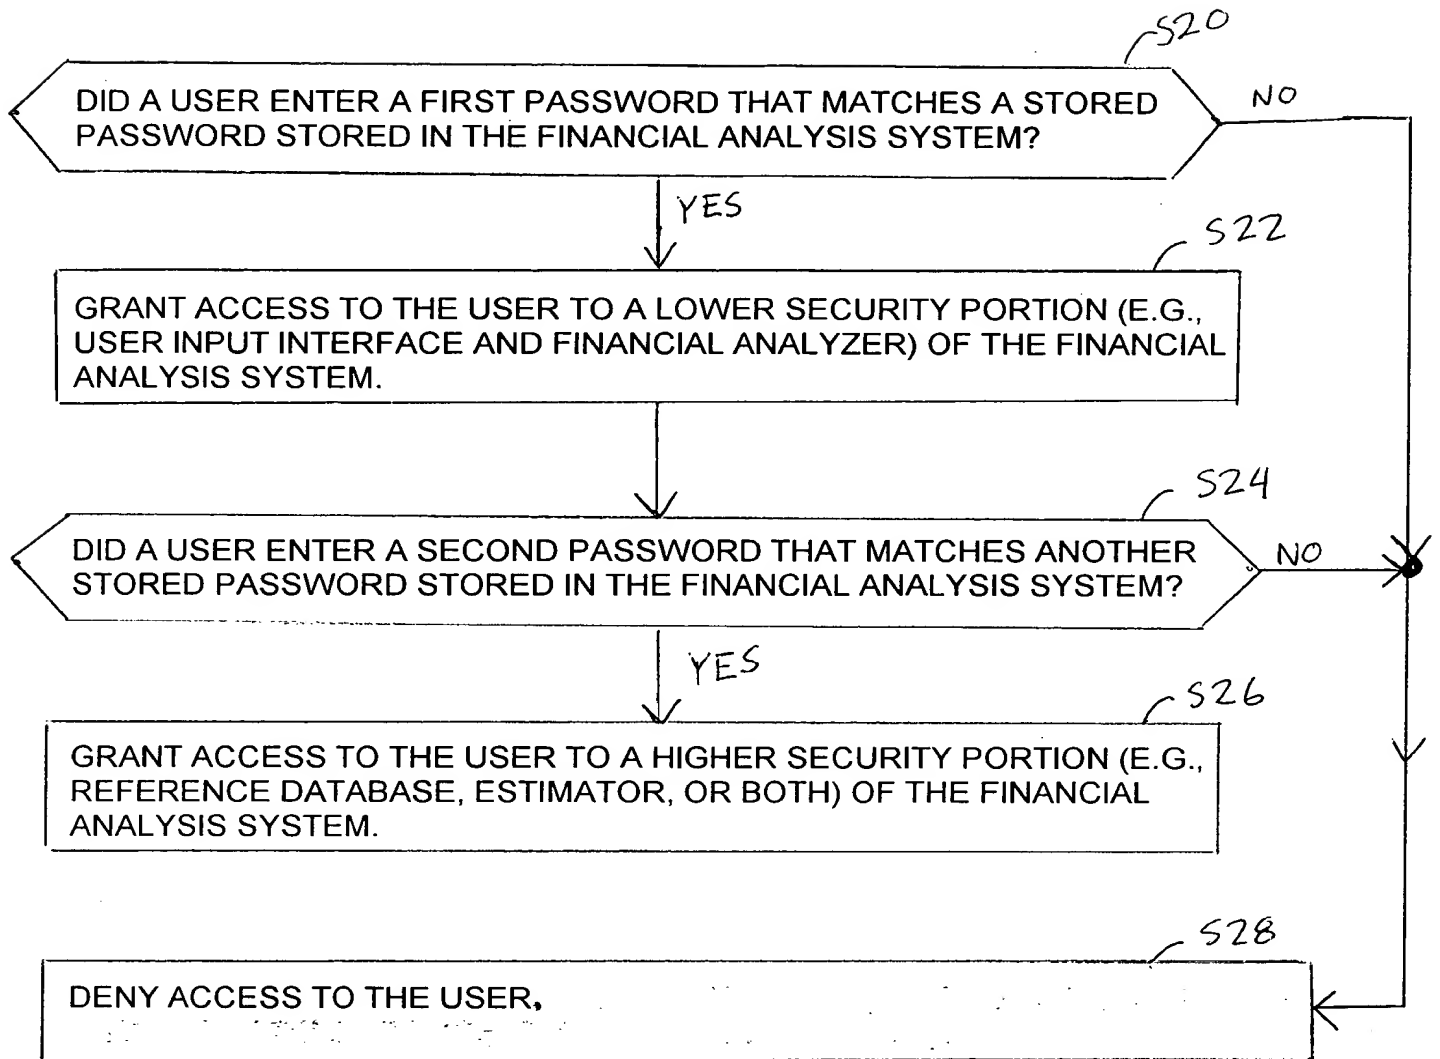 S20
DID A USER ENTER A FIRST PASSWORD THAT MATCHES A STORED
PASSWORD STORED IN THE FINANCIAL ANALYSIS SYSTEM?
NO
YES
S22
GRANT ACCESS TO THE USER TO A LOWER SECURITY PORTION (E.G.,
USER INPUT INTERFACE AND FINANCIAL ANALYZER) OF THE FINANCIAL
ANALYSIS SYSTEM.
S24
DID A USER ENTER A SECOND PASSWORD THAT MATCHES ANOTHER
STORED PASSWORD STORED IN THE FINANCIAL ANALYSIS SYSTEM?
NO
YES
S26
GRANT ACCESS TO THE USER TO A HIGHER SECURITY PORTION (E.G.,
REFERENCE DATABASE, ESTIMATOR, OR BOTH) OF THE FINANCIAL
ANALYSIS SYSTEM.
S28
DENY ACCESS TO THE USER.